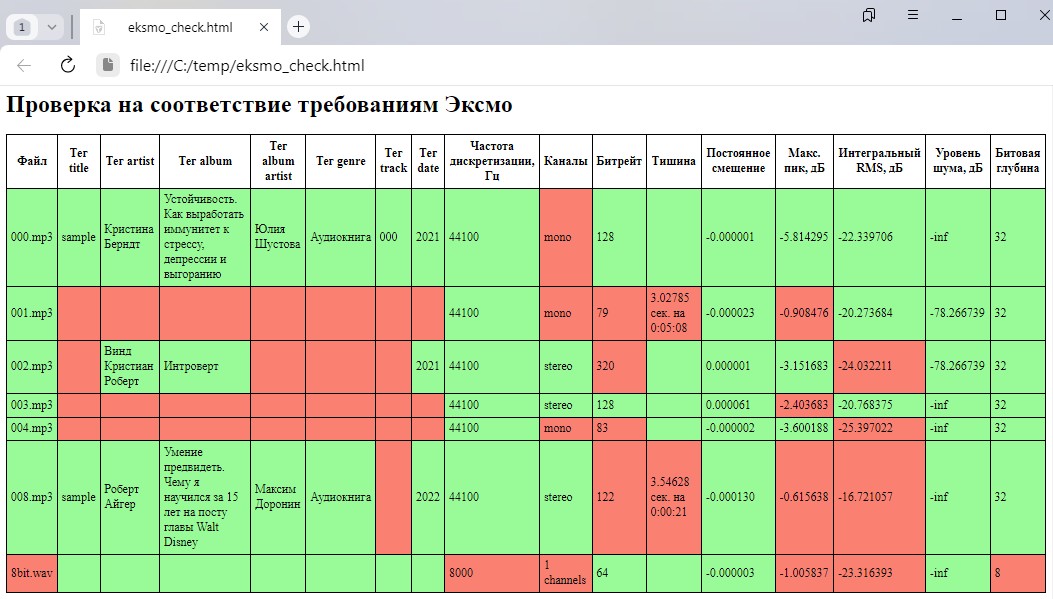 1
eksmo_check.html
file:///C:/temp/eksmo_check.html
Проверка на соответствие требованиям Эксмо
Файл
Тег
title
Тег artist
Тег album
Тег
album
artist
Тег genre
Тег
track
Тег
date
Частота
дискретизации,
Гц
Каналы
Битрейт
Тишина
Постоянное
смещение
Макс.
пик, дБ
Интегральный
RMS, дБ
Уровень
шума, дБ
Битовая
глубина
000.mp3
sample
Кристина
Берндт
Устойчивость.
Как выработать
иммунитет к
стрессу,
депрессии и
выгоранию
Юлия
Шустова
Аудиокнига
000
2021
44100
mono
128
-0.000001
-5.814295
-22.339706
-inf
32
001.mp3
44100
mono
79
3.02785
сек. на
0:05:08
-0.000023
-0.908476
-20.273684
-78.266739
32
002.mp3
Винд
Кристиан
Роберт
Интроверт
2021
44100
stereo
320
0.000001
-3.151683
-24.032211
-78.266739
32
003.mp3
44100
stereo
128
0.000061
-2.403683
-20.768375
-inf
32
004.mp3
44100
mono
83
-0.000002
-3.600188
-25.397022
-inf
32
008.mp3
sample
Роберт
Айгер
Умение
предвидеть.
Чему я
научился за 15
лет на посту
главы Walt
Disney
Максим
Доронин
Аудиокнига
2022
44100
stereo
122
3.54628
сек. на
0:00:21
-0.000130
-0.615638
-16.721057
-inf
32
8bit.wav
8000
1
channels
64
-0.000003
-1.005837
-23.316393
-inf
8